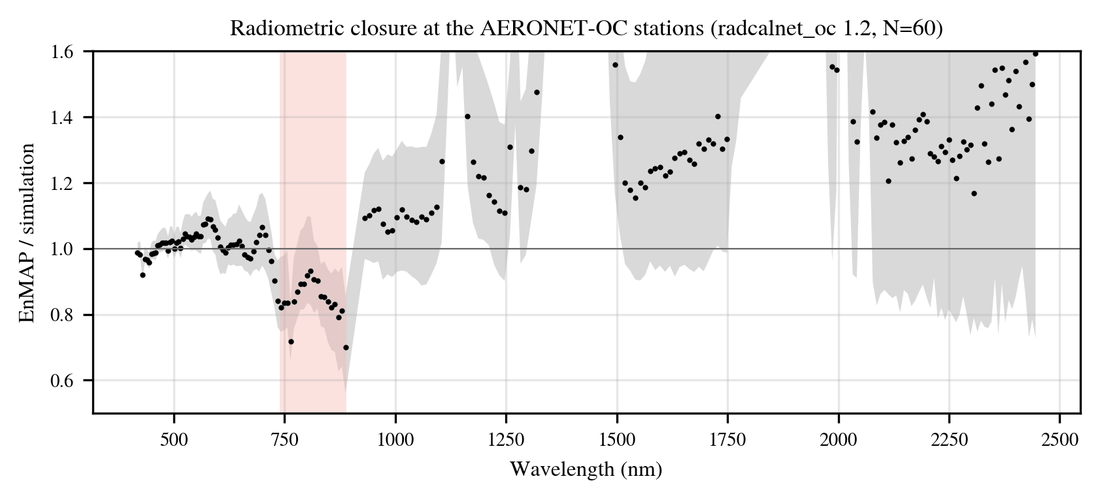 Radiometric closure at the AERONET-OC stations (radcalnet_oc 1.2, N=60)
1.6
1.4
1.2
1.0
0.8
0.6
EnMAP / simulation
500 750 1000 1250 1500 1750 2000 2250 2500
Wavelength (nm)